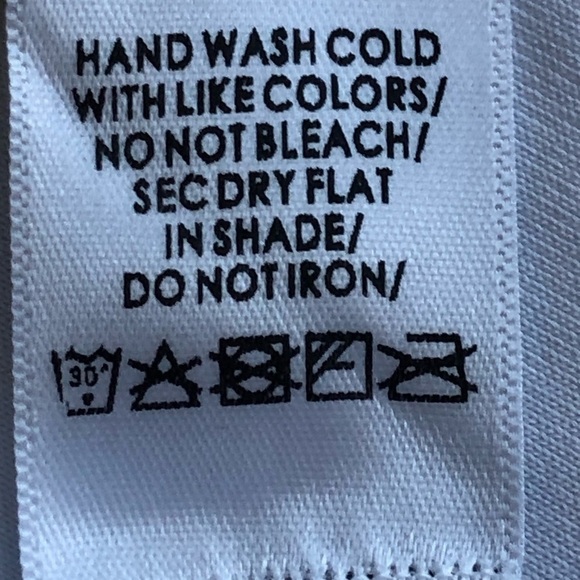 HAND WASH COLD
WITH LIKE COLORS/
NO NOT BLEACH/
SEC DRY FLAT
IN SHADE/
DO NOT IRON/
30°